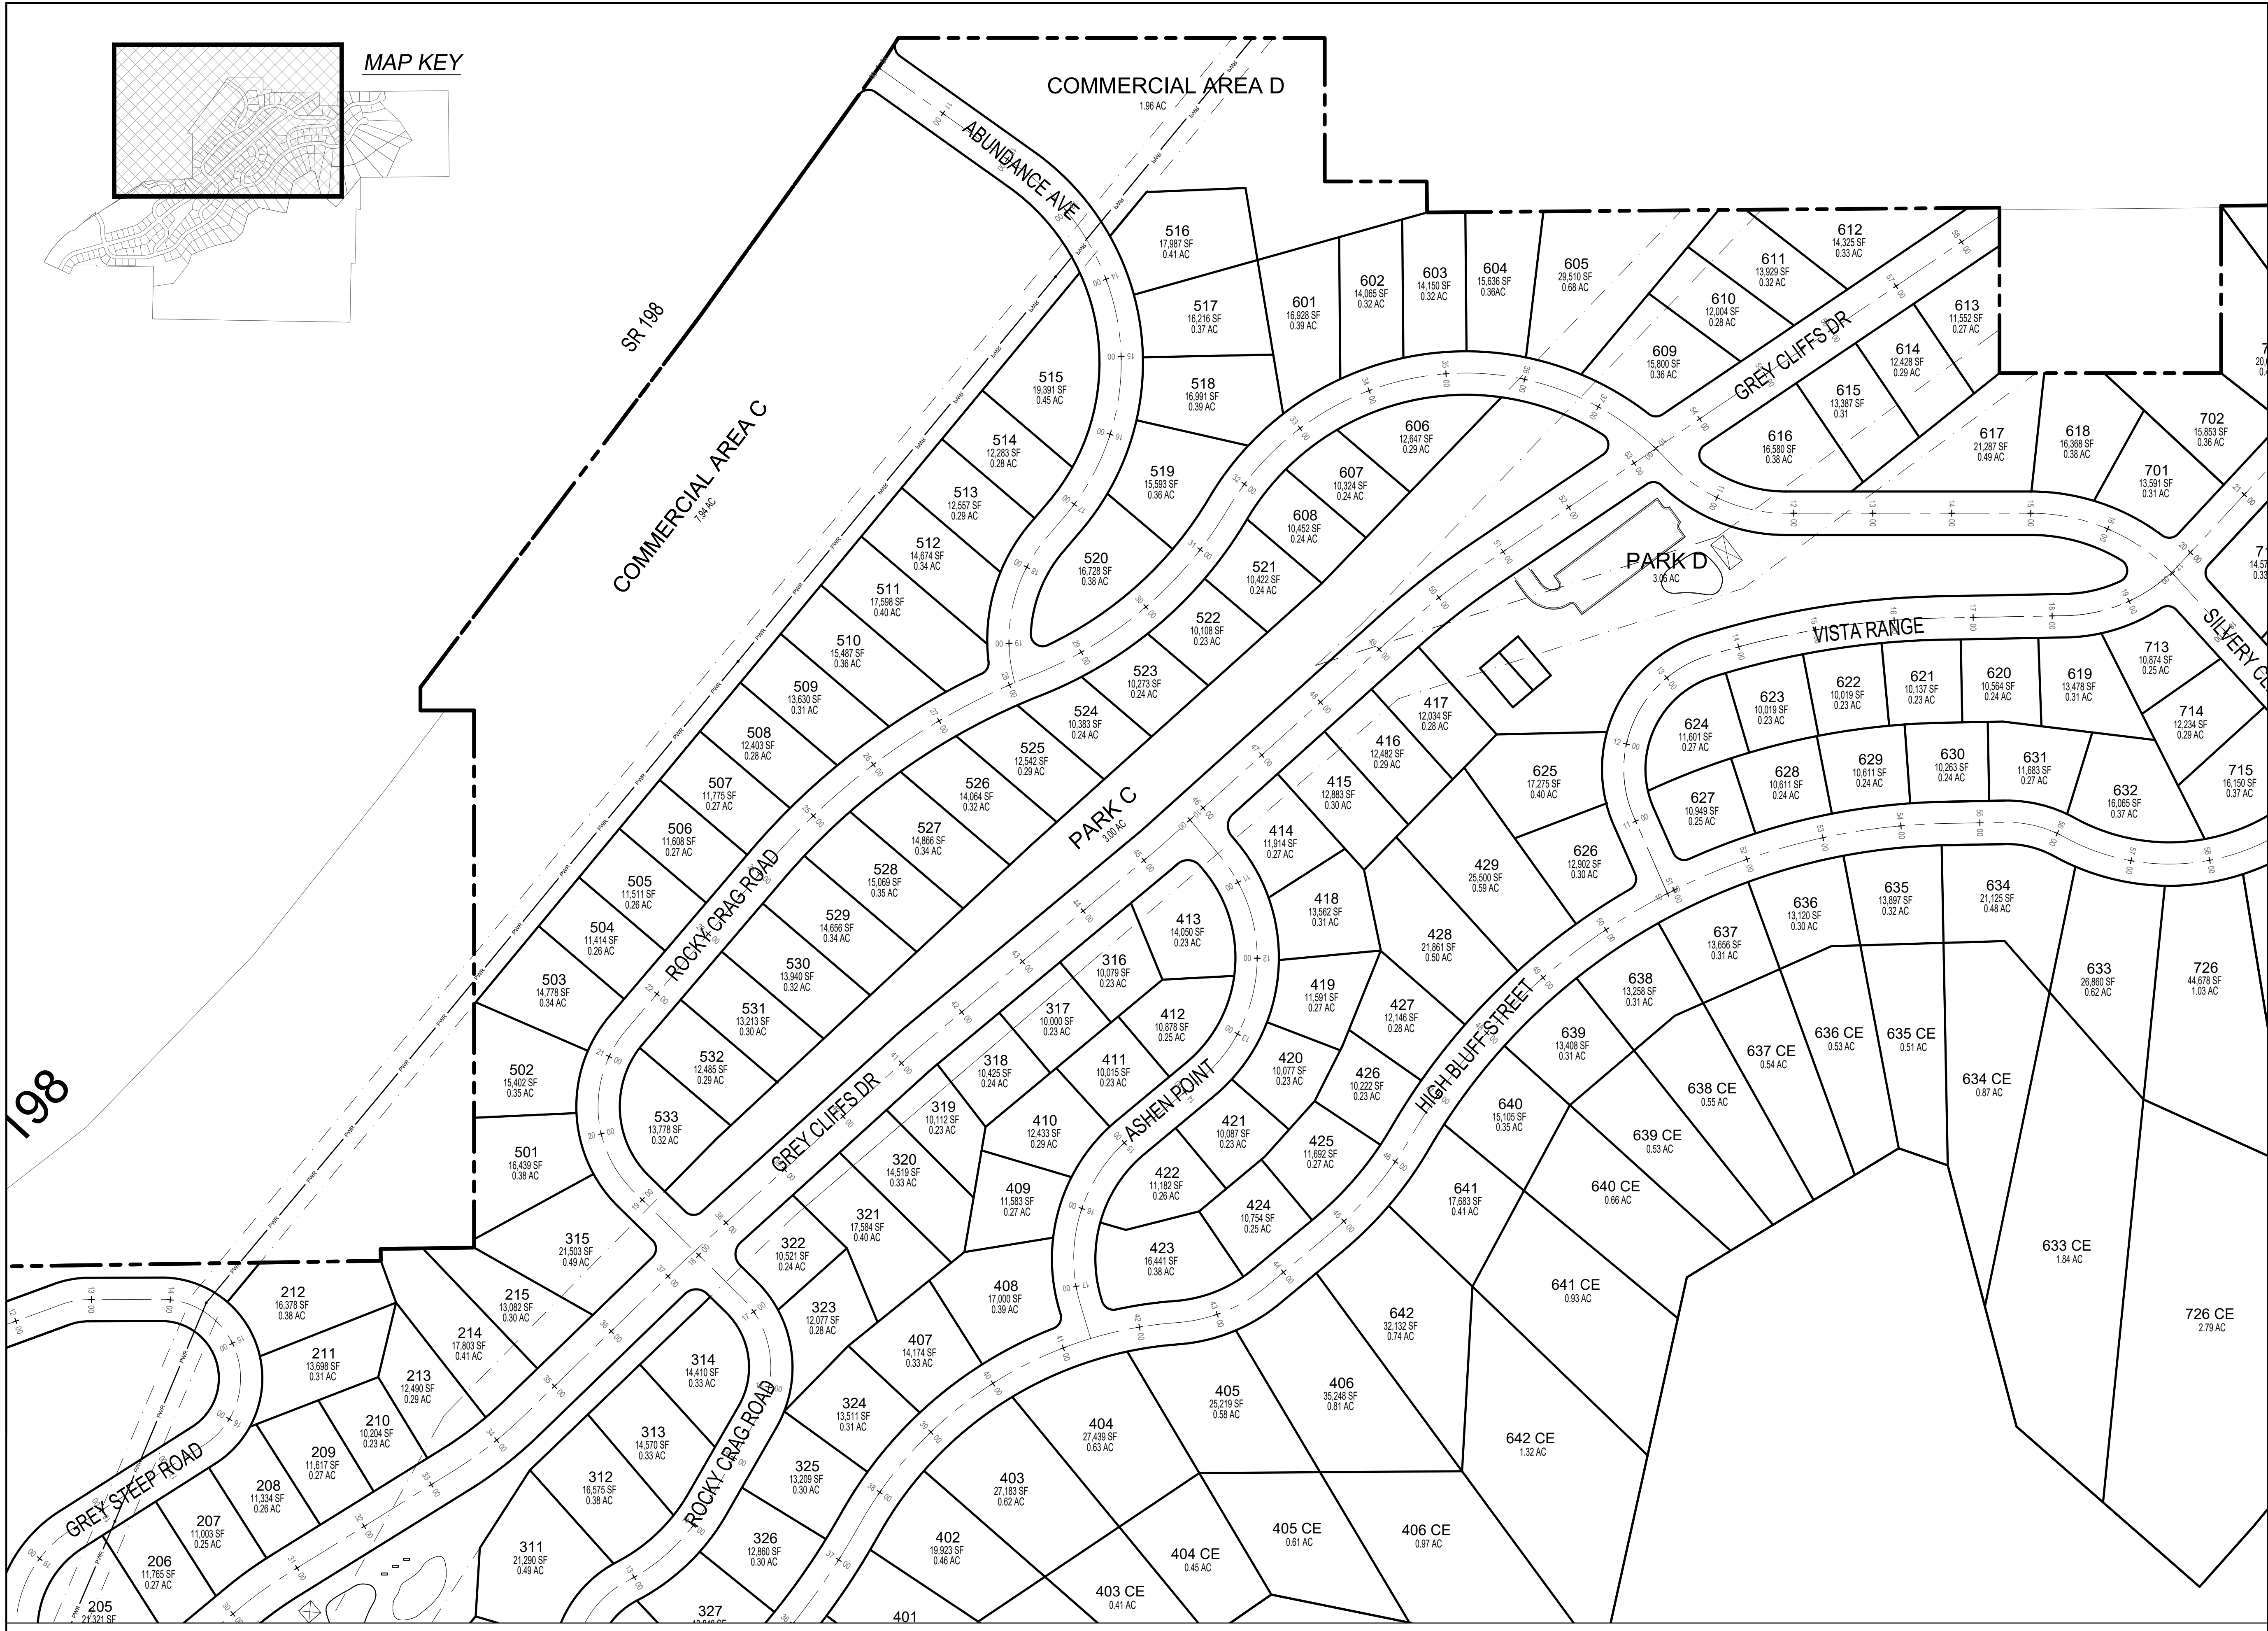 MAP KEY
COMMERCIAL AREA D
1.96 AC
ABUNDANCE AVE
SR 198
COMMERCIAL AREA C
7.94 AC
198
516
17,987 SF
0.41 AC
517
16,216 SF
0.37 AC
518
16,991 SF
0.39 AC
519
15,593 SF
0.36 AC
520
16,728 SF
0.38 AC
601
16,928 SF
0.39 AC
602
14,065 SF
0.32 AC
603
14,150 SF
0.32 AC
604
15,636 SF
0.36AC
605
29,510 SF
0.68 AC
612
14,325 SF
0.33 AC
611
13,929 SF
0.32 AC
610
12,004 SF
0.28 AC
609
15,800 SF
0.36 AC
GREY CLIFFS DR
613
11,552 SF
0.27 AC
614
12,428 SF
0.29 AC
615
13,387 SF
0.31
616
16,580 SF
0.38 AC
617
21,287 SF
0.49 AC
618
16,368 SF
0.38 AC
701
13,591 SF
0.31 AC
702
15,853 SF
0.36 AC
606
12,647 SF
0.29 AC
607
10,324 SF
0.24 AC
608
10,452 SF
0.24 AC
521
10,422 SF
0.24 AC
522
10,108 SF
0.23 AC
523
10,273 SF
0.24 AC
524
10,383 SF
0.24 AC
525
12,542 SF
0.29 AC
526
14,064 SF
0.32 AC
527
14,866 SF
0.34 AC
528
15,069 SF
0.35 AC
529
14,656 SF
0.34 AC
530
13,940 SF
0.32 AC
531
13,213 SF
0.30 AC
532
12,485 SF
0.29 AC
533
13,778 SF
0.32 AC
515
19,391 SF
0.45 AC
514
12,283 SF
0.28 AC
513
12,557 SF
0.29 AC
512
14,674 SF
0.34 AC
511
17,598 SF
0.40 AC
510
15,487 SF
0.36 AC
509
13,630 SF
0.31 AC
508
12,403 SF
0.28 AC
507
11,775 SF
0.27 AC
506
11,608 SF
0.27 AC
505
11,511 SF
0.26 AC
504
11,414 SF
0.26 AC
503
14,778 SF
0.34 AC
502
15,402 SF
0.35 AC
501
16,439 SF
0.38 AC
ROCKY CRAG ROAD
PARK C
3.00 AC
PARK D
3.06 AC
VISTA RANGE
SILVERY CL
713
10,874 SF
0.25 AC
714
12,234 SF
0.29 AC
715
16,150 SF
0.37 AC
619
13,478 SF
0.31 AC
620
10,564 SF
0.24 AC
621
10,137 SF
0.23 AC
622
10,019 SF
0.23 AC
623
10,019 SF
0.23 AC
624
11,601 SF
0.27 AC
627
10,949 SF
0.25 AC
628
10,611 SF
0.24 AC
629
10,611 SF
0.24 AC
630
10,263 SF
0.24 AC
631
11,683 SF
0.27 AC
632
16,065 SF
0.37 AC
417
12,034 SF
0.28 AC
416
12,482 SF
0.29 AC
415
12,883 SF
0.30 AC
414
11,914 SF
0.27 AC
625
17,275 SF
0.40 AC
626
12,902 SF
0.30 AC
429
25,500 SF
0.59 AC
428
21,861 SF
0.50 AC
418
13,562 SF
0.31 AC
419
11,591 SF
0.27 AC
427
12,146 SF
0.28 AC
420
10,077 SF
0.23 AC
426
10,222 SF
0.23 AC
421
10,087 SF
0.23 AC
425
11,692 SF
0.27 AC
422
11,182 SF
0.26 AC
424
10,754 SF
0.25 AC
423
16,441 SF
0.38 AC
HIGH BLUFF STREET
ASHEN POINT
413
14,050 SF
0.23 AC
316
10,079 SF
0.23 AC
317
10,000 SF
0.23 AC
412
10,878 SF
0.25 AC
318
10,425 SF
0.24 AC
411
10,015 SF
0.23 AC
319
10,112 SF
0.23 AC
410
12,433 SF
0.29 AC
320
14,519 SF
0.33 AC
409
11,583 SF
0.27 AC
321
17,584 SF
0.40 AC
322
10,521 SF
0.24 AC
323
12,077 SF
0.28 AC
408
17,000 SF
0.39 AC
407
14,174 SF
0.33 AC
324
13,511 SF
0.31 AC
325
13,209 SF
0.30 AC
326
12,860 SF
0.30 AC
327
GREY CLIFFS DR
315
21,503 SF
0.49 AC
215
13,082 SF
0.30 AC
214
17,803 SF
0.41 AC
213
12,490 SF
0.29 AC
212
16,378 SF
0.38 AC
211
13,698 SF
0.31 AC
210
10,204 SF
0.23 AC
209
11,617 SF
0.27 AC
208
11,334 SF
0.26 AC
207
11,003 SF
0.25 AC
206
11,765 SF
0.27 AC
205
21,321 SF
GREY STEEP ROAD
314
14,410 SF
0.33 AC
313
14,570 SF
0.33 AC
312
16,575 SF
0.38 AC
311
21,290 SF
0.49 AC
ROCKY CRAG ROAD
633
26,860 SF
0.62 AC
726
44,678 SF
1.03 AC
634
21,125 SF
0.48 AC
635
13,897 SF
0.32 AC
636
13,120 SF
0.30 AC
637
13,656 SF
0.31 AC
638
13,258 SF
0.31 AC
639
13,408 SF
0.31 AC
640
15,105 SF
0.35 AC
641
17,683 SF
0.41 AC
642
32,132 SF
0.74 AC
633 CE
1.84 AC
726 CE
2.79 AC
634 CE
0.87 AC
635 CE
0.51 AC
636 CE
0.53 AC
637 CE
0.54 AC
638 CE
0.55 AC
639 CE
0.53 AC
640 CE
0.66 AC
641 CE
0.93 AC
642 CE
1.32 AC
406
35,248 SF
0.81 AC
405
25,219 SF
0.58 AC
404
27,439 SF
0.63 AC
403
27,183 SF
0.62 AC
402
19,923 SF
0.46 AC
401
406 CE
0.97 AC
405 CE
0.61 AC
404 CE
0.45 AC
403 CE
0.41 AC